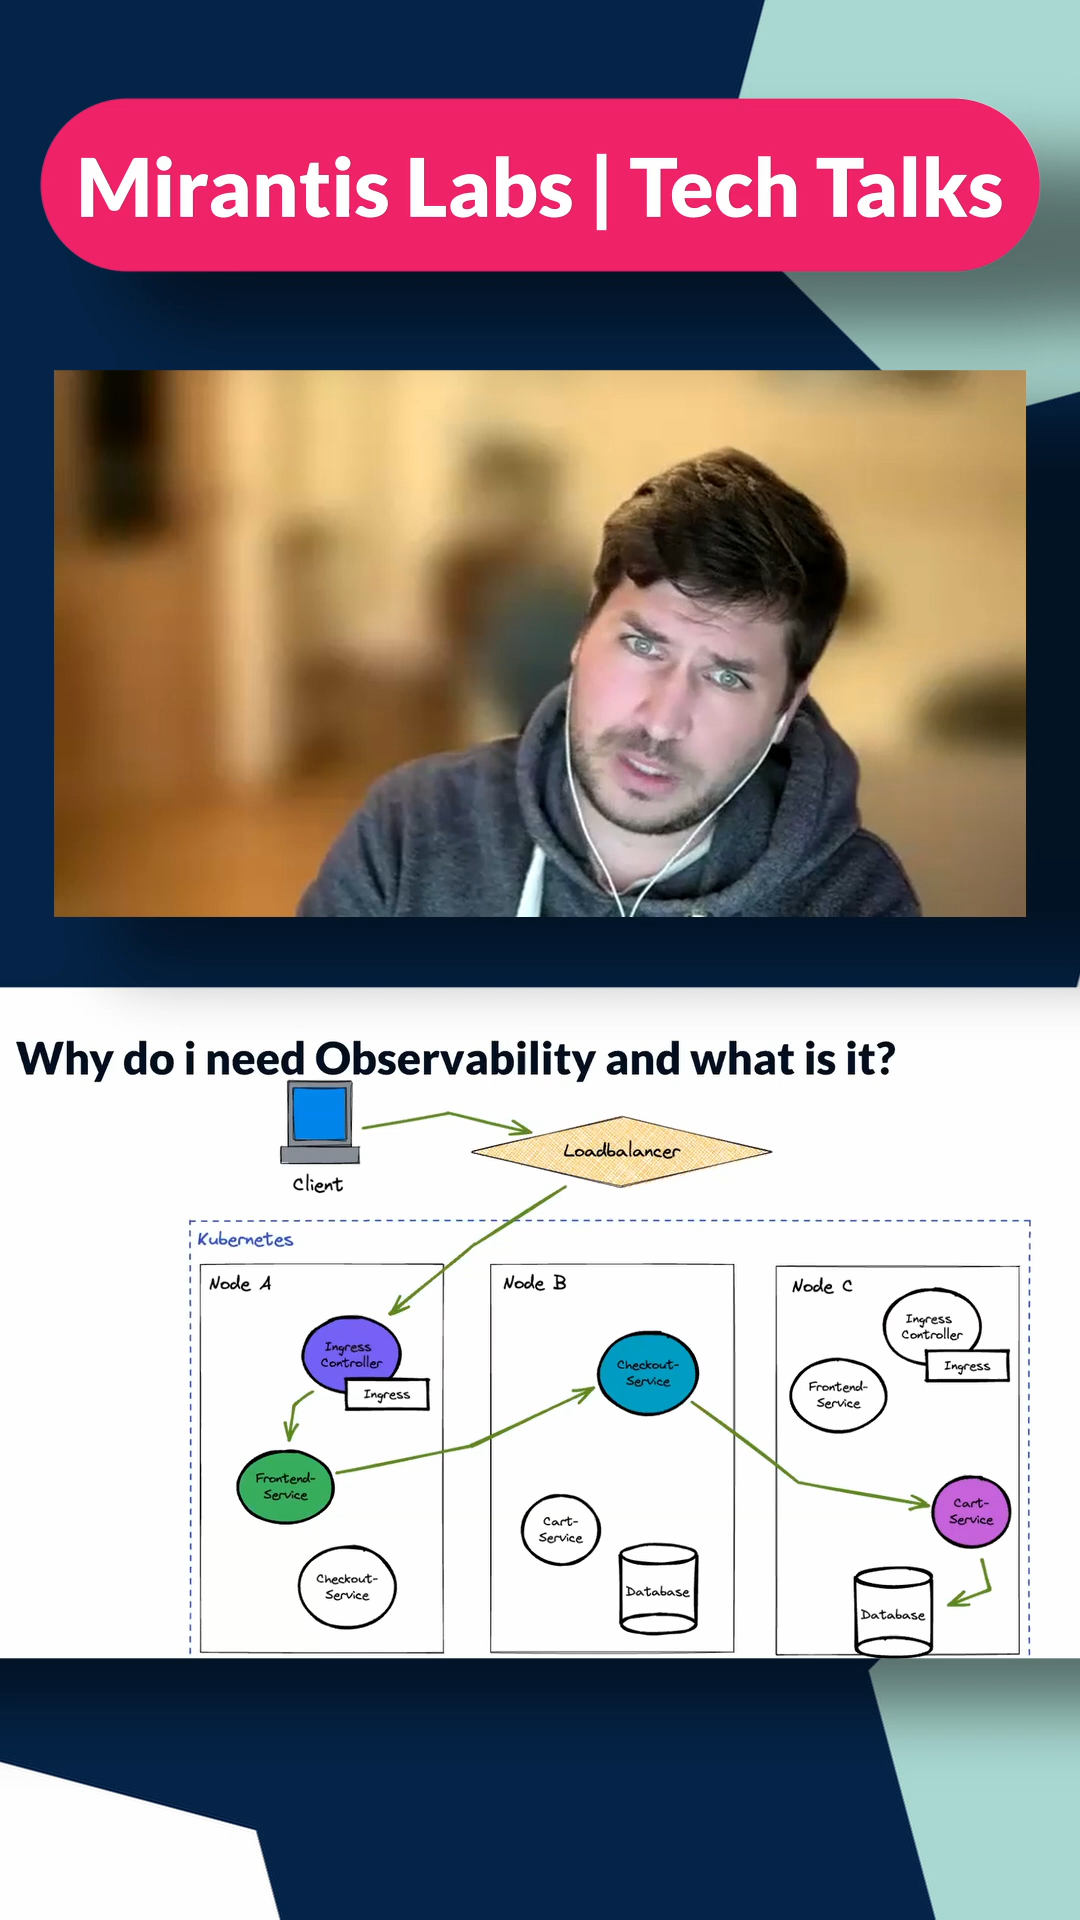 Mirantis Labs | Tech Talks
Why do i need Observability and what is it?
Client
Loadbalancer
Kubernetes
Node A
Ingress
Controller
Ingress
Frontend-
Service
Checkout-
Service
Node B
Checkout-
Service
Cart-
Service
Database
Node C
Ingress
Controller
Ingress
Frontend-
Service
Cart-
Service
Database